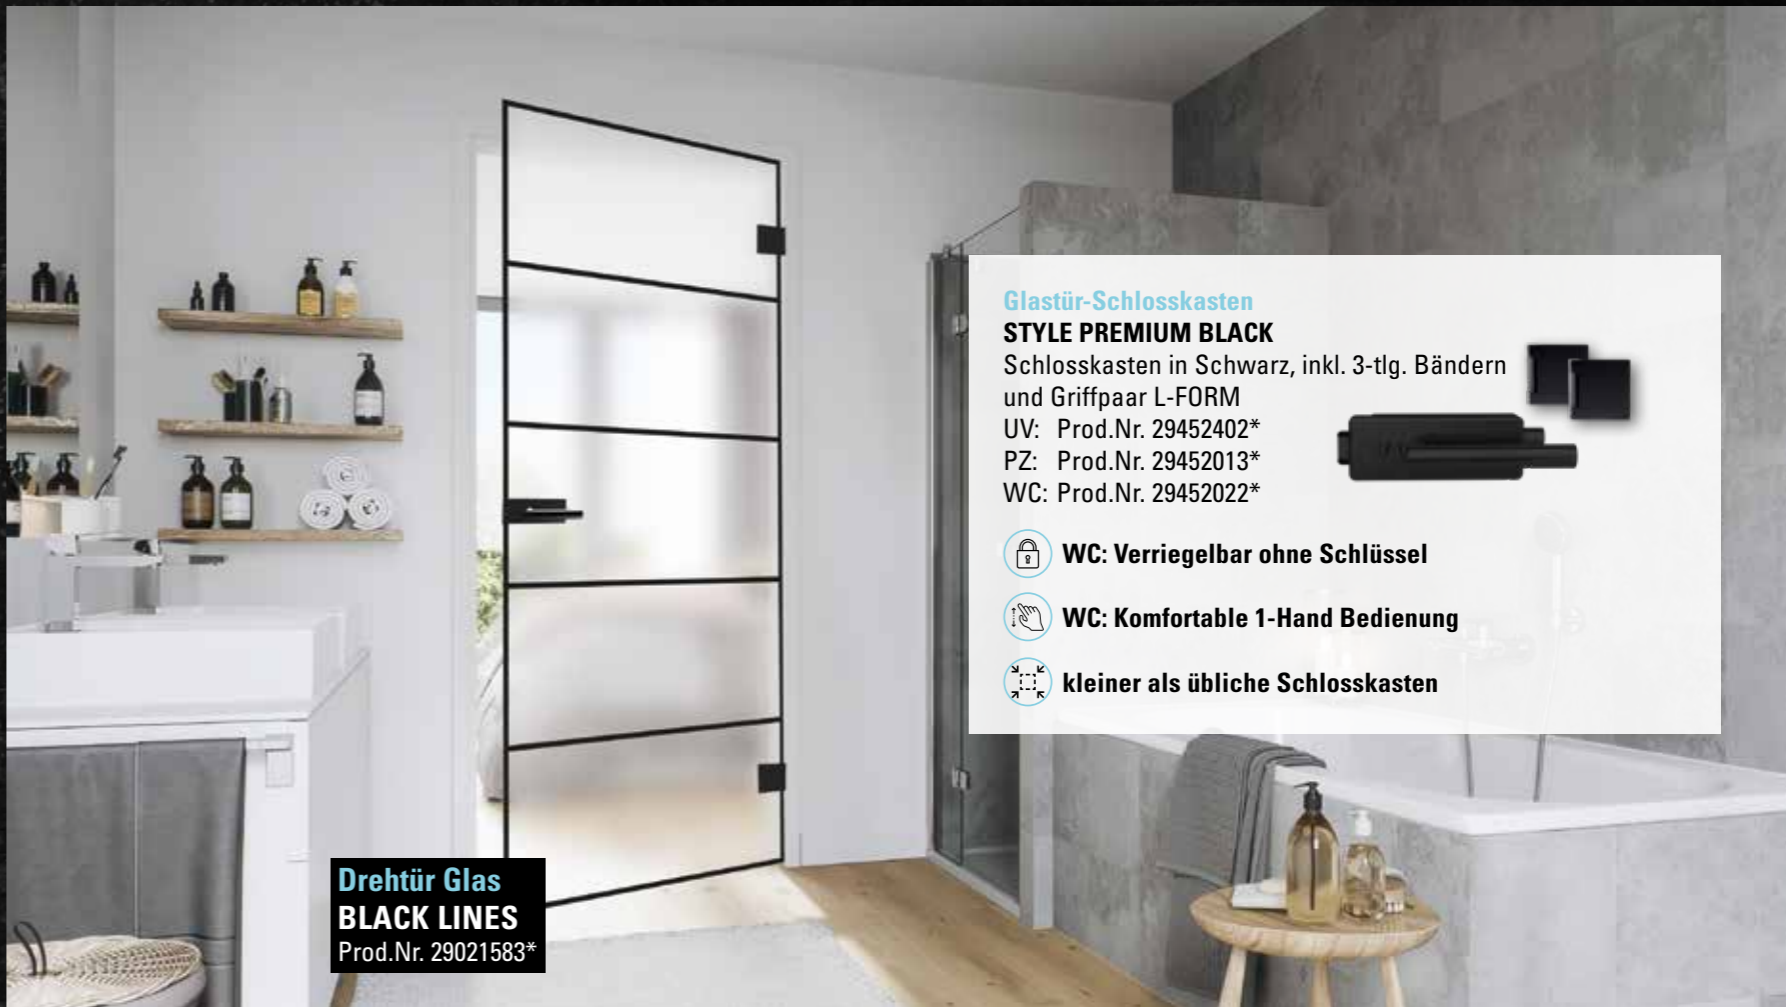 Glastür-Schlosskasten
STYLE PREMIUM BLACK
Schlosskasten in Schwarz, inkl. 3-tlg. Bändern
und Griffpaar L-FORM
UV: Prod.Nr. 29452402*
PZ: Prod.Nr. 29452013*
WC: Prod.Nr. 29452022*
WC: Verriegelbar ohne Schlüssel
WC: Komfortable 1-Hand Bedienung
kleiner als übliche Schlosskasten
Drehtür Glas
BLACK LINES
Prod.Nr. 29021583*